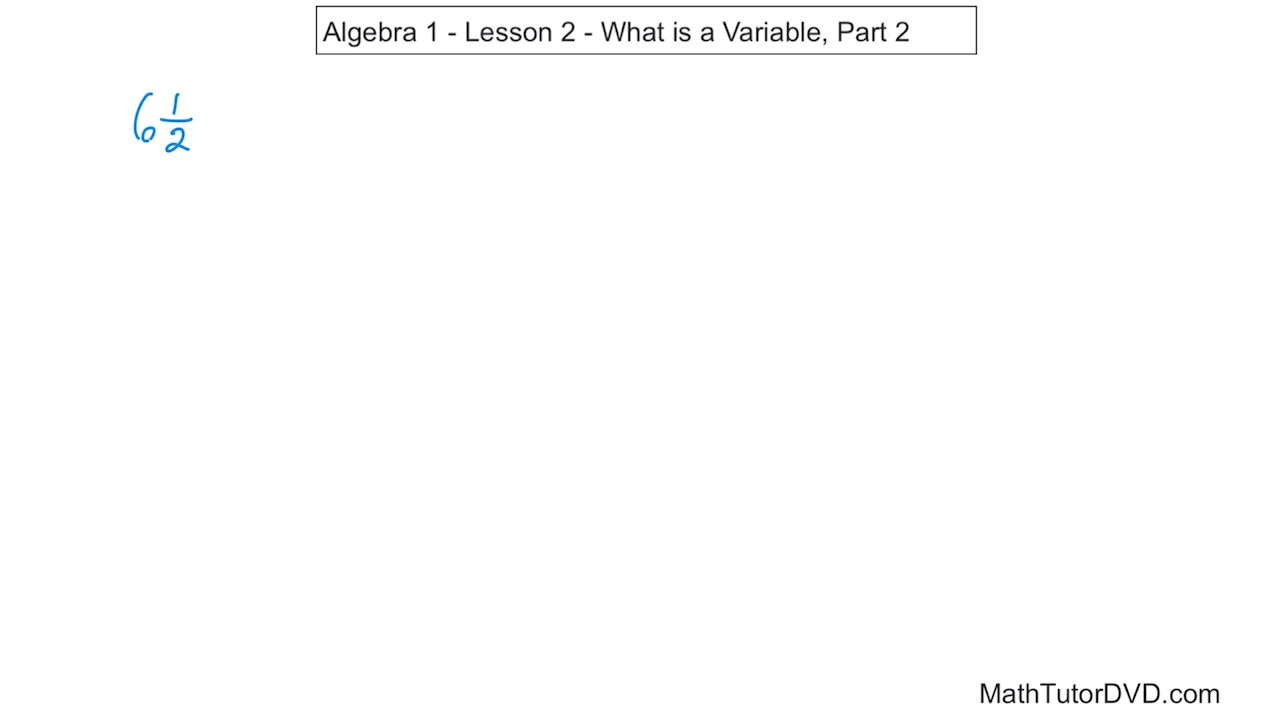 Algebra 1 - Lesson 2 - What is a Variable, Part 2
6 1/2
MathTutorDVD.com